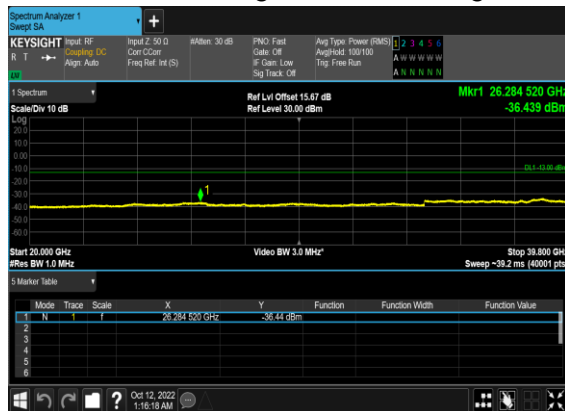 Spectrum Analyzer 1
Swept SA
+
KEYSIGHT Input: RF Input Z: 50 Ω #Atten: 30 dB PNO: Fast Avg Type: Power (RMS) 1 2 3 4 5 6
R T Coupling: DC Corr CCorr Gate: Off Avg|Hold: 100/100 A W W W W W
Align: Auto Freq Ref: Int (S) IF Gain: Low Trig: Free Run
Sig Track: Off A N N N N N
1 Spectrum Ref Lvl Offset 15.67 dB Mkr1 26.284 520 GHz
Scale/Div 10 dB Ref Level 30.00 dBm -36.439 dBm
Log
20.0
10.0
0.00
-10.0 DL1 -13.00 dBm
-20.0
-30.0 1
-40.0
-50.0
-60.0
Start 20.000 GHz Video BW 3.0 MHz* Stop 39.800 GHz
#Res BW 1.0 MHz Sweep ~39.2 ms (40001 pts
5 Marker Table
Mode Trace Scale X Y Function Function Width Function Value
1 N 1 f 26.284 520 GHz -36.44 dBm
2
3
4
5
6
? Oct 12, 2022
1:16:18 AM